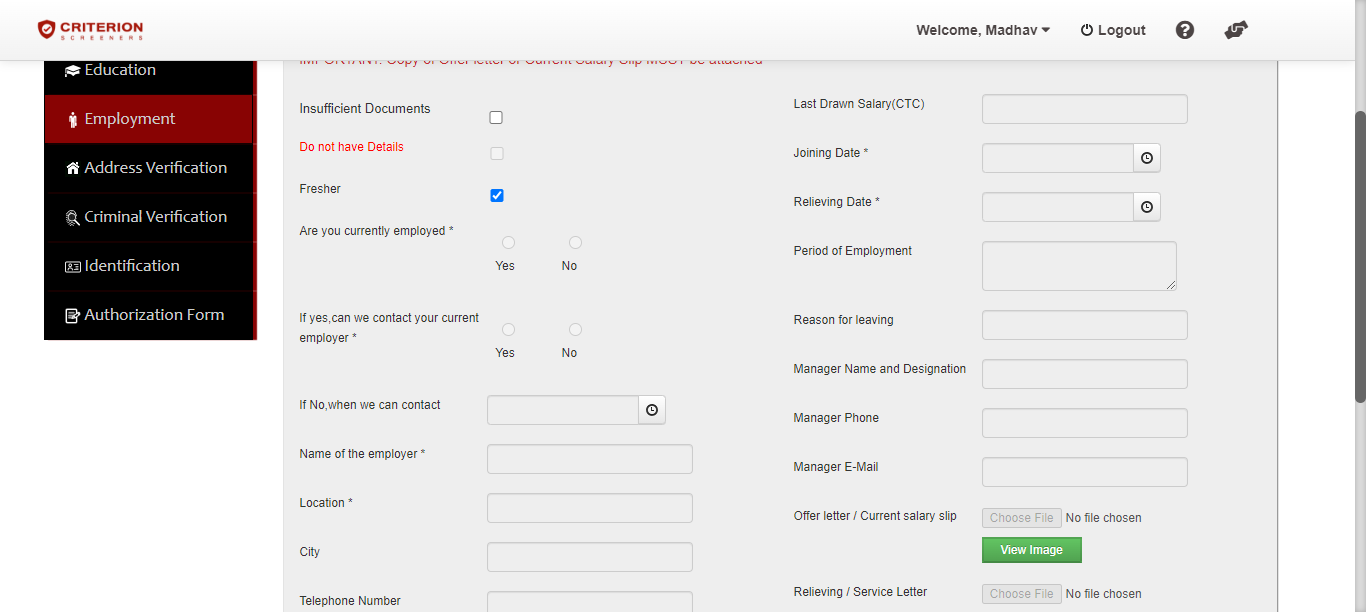 CRITERION
SCREENERS
Welcome, Madhav
Logout
Education
Employment
Address Verification
Criminal Verification
Identification
Authorization Form
IMPORTANT: Copy of Offer letter or Current Salary Slip MUST be attached
Insufficient Documents
Do not have Details
Fresher
Are you currently employed *
Yes No
If yes,can we contact your current
employer *
Yes No
If No,when we can contact
Name of the employer *
Location *
City
Telephone Number
Last Drawn Salary(CTC)
Joining Date *
Relieving Date *
Period of Employment
Reason for leaving
Manager Name and Designation
Manager Phone
Manager E-Mail
Offer letter / Current salary slip
Choose File No file chosen
View Image
Relieving / Service Letter
Choose File No file chosen